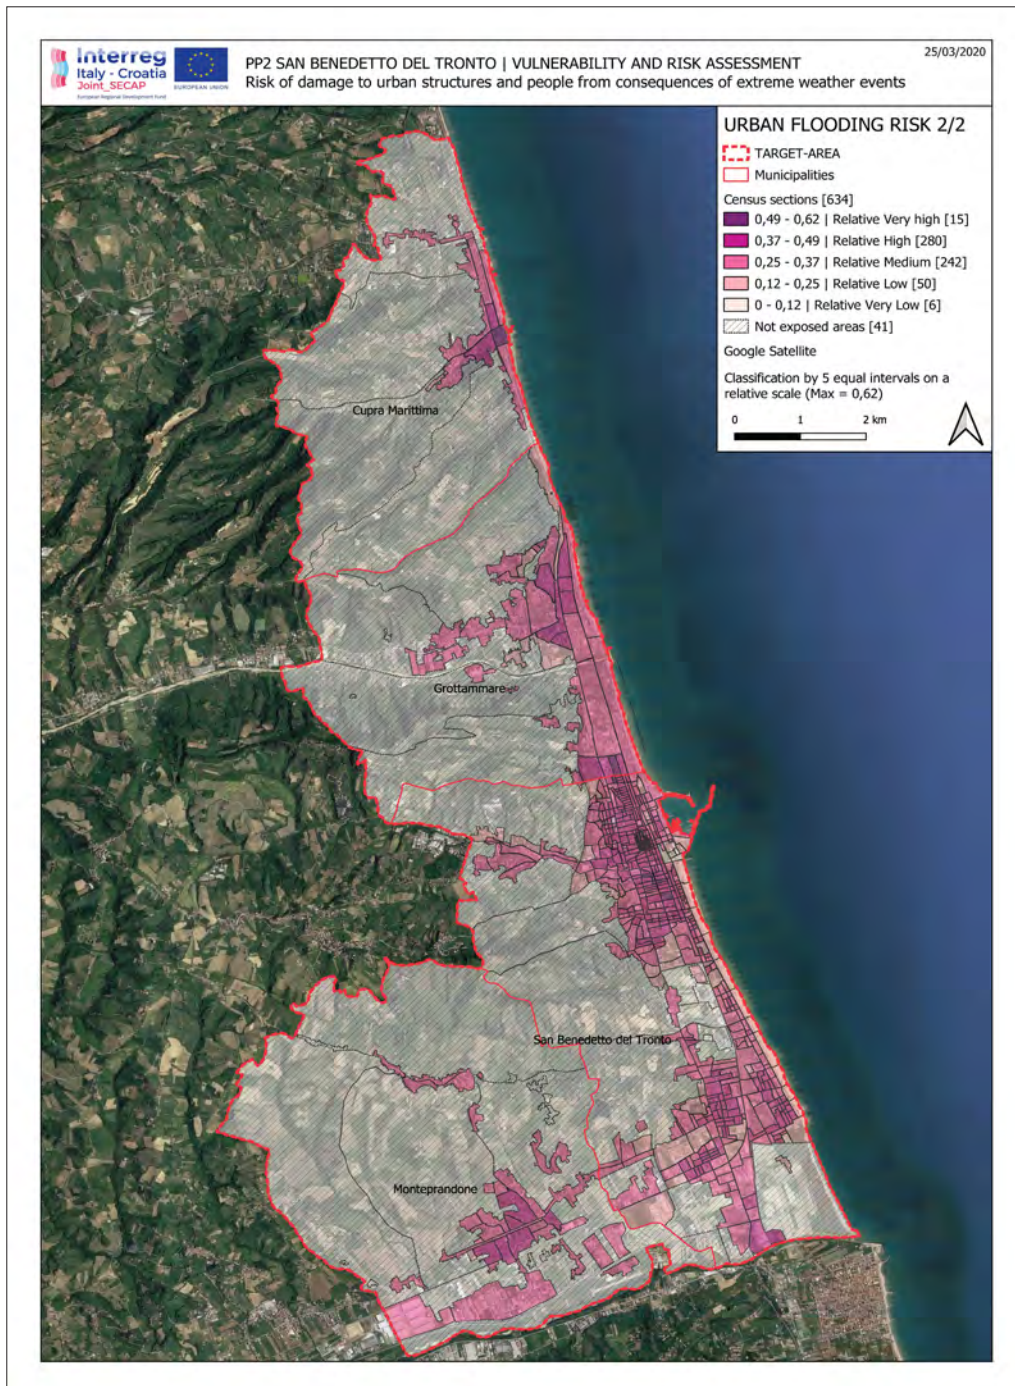 Interreg
Italy - Croatia
Joint_SECAP
European Regional Development Fund
EUROPEAN UNION
PP2 SAN BENEDETTO DEL TRONTO | VULNERABILITY AND RISK ASSESSMENT
Risk of damage to urban structures and people from consequences of extreme weather events
25/03/2020
URBAN FLOODING RISK 2/2
TARGET-AREA
Municipalities
Census sections [634]
0,49 - 0,62 | Relative Very high [15]
0,37 - 0,49 | Relative High [280]
0,25 - 0,37 | Relative Medium [242]
0,12 - 0,25 | Relative Low [50]
0 - 0,12 | Relative Very Low [6]
Not exposed areas [41]
Google Satellite
Classification by 5 equal intervals on a
relative scale (Max = 0,62)
0 1 2 km
Cupra Marittima
Grottammare
San Benedetto del Tronto
Monteprandone